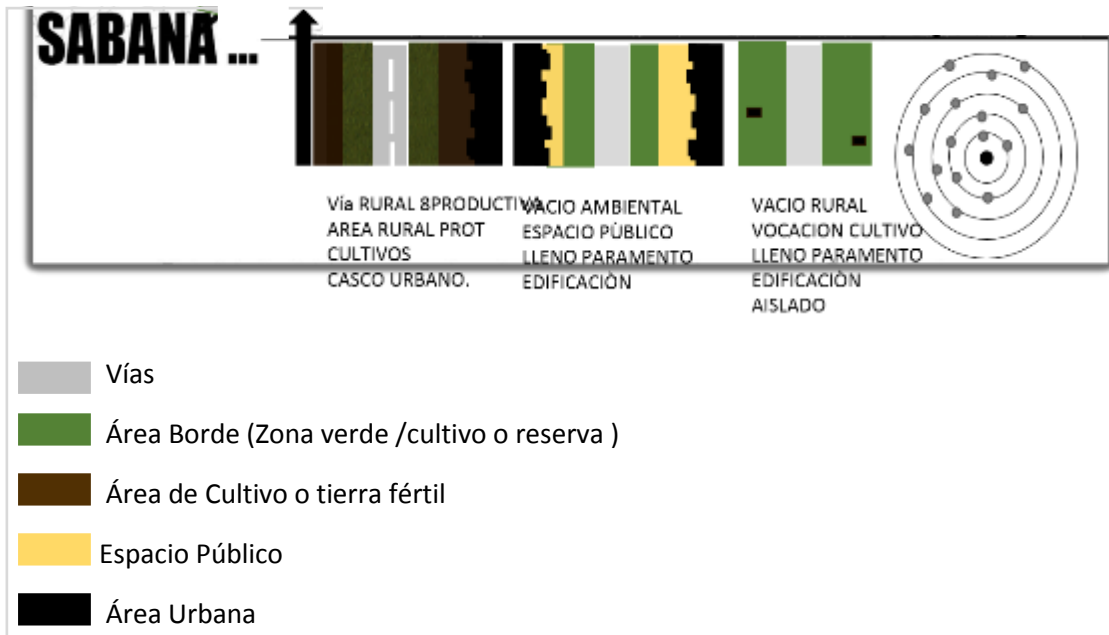 SABANA ...
Vía RURAL 8PRODUCTIVA
AREA RURAL PROT
CULTIVOS
CASCO URBANO.
VACIO AMBIENTAL
ESPACIO PÙBLICO
LLENO PARAMENTO
EDIFICACIÒN
VACIO RURAL
VOCACION CULTIVO
LLENO PARAMENTO
EDIFICACIÒN
AISLADO
Vías
Área Borde (Zona verde /cultivo o reserva )
Área de Cultivo o tierra fértil
Espacio Público
Área Urbana